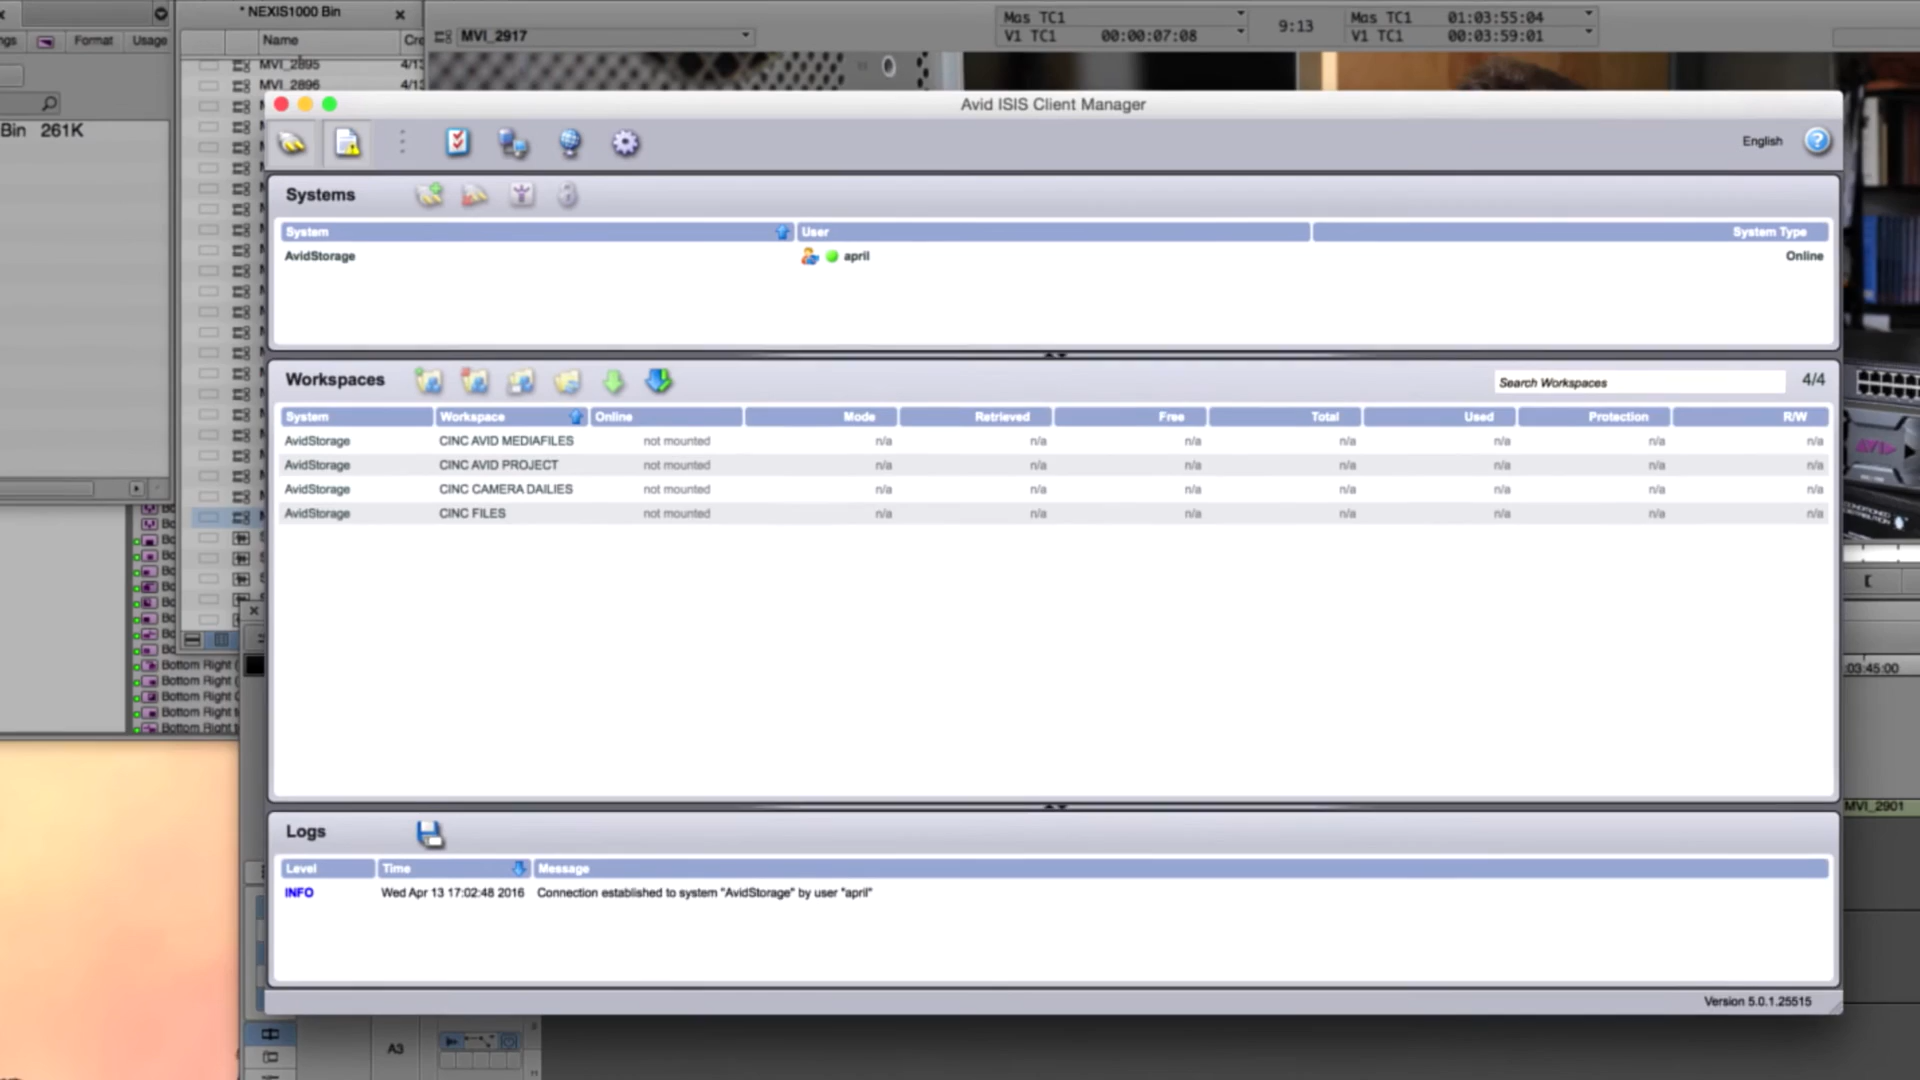 * NEXIS1000 Bin
MVI_2917
Mas TC1
V1 TC1 00:00:07:08
9:13
Mas TC1 01:03:55:04
V1 TC1 00:03:59:01
Format Usage
Name
MVI_2895 4/13
MVI_2896
Bin 261K
Avid ISIS Client Manager
English
?
Systems
System User System Type
AvidStorage april Online
Workspaces
Search Workspaces
4/4
System Workspace Online Mode Retrieved Free Total Used Protection R/W
AvidStorage CINC AVID MEDIAFILES not mounted n/a n/a n/a n/a n/a n/a n/a
AvidStorage CINC AVID PROJECT not mounted n/a n/a n/a n/a n/a n/a n/a
AvidStorage CINC CAMERA DAILIES not mounted n/a n/a n/a n/a n/a n/a n/a
AvidStorage CINC FILES not mounted n/a n/a n/a n/a n/a n/a n/a
Bottom Right (
Bottom Right (
Bottom Right
Bottom Right
Bottom Right
:03:45:00
MVI_2901
Logs
Level Time Message
INFO Wed Apr 13 17:02:48 2016 Connection established to system "AvidStorage" by user "april"
Version 5.0.1.25515
A3